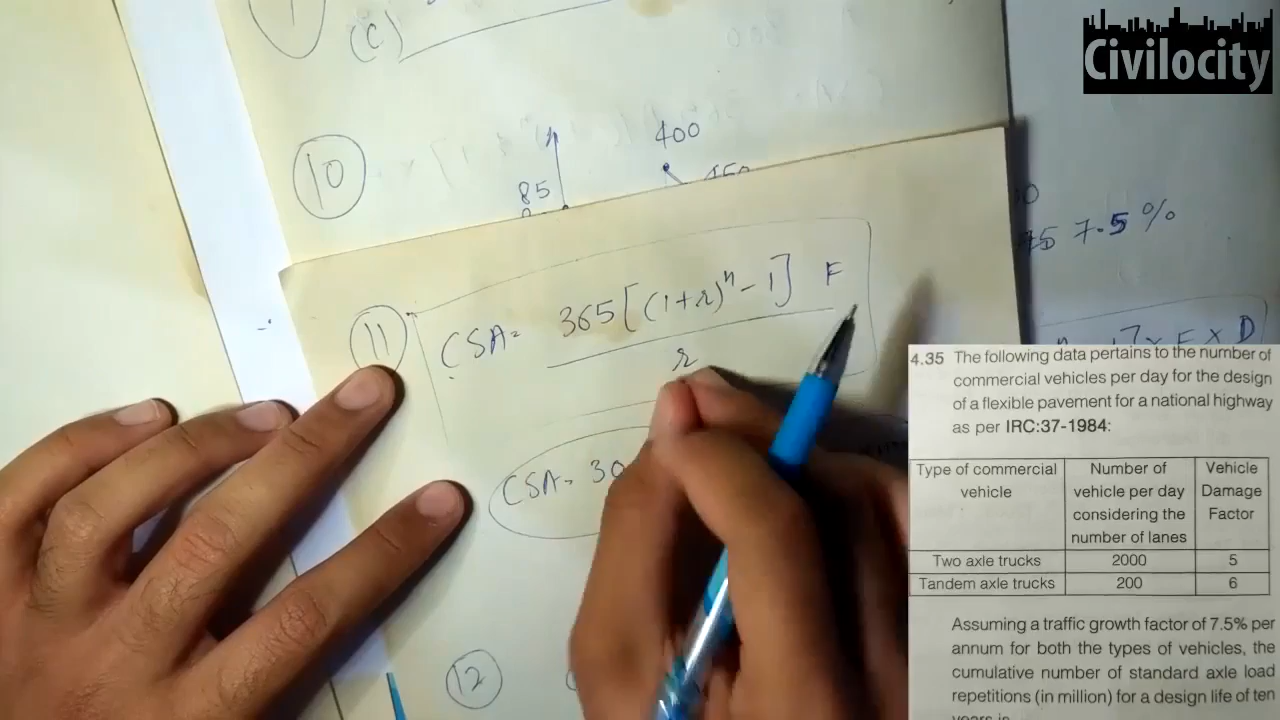 Civilocity
(C)
10
85
400
450
7.5 %
11
CSA = 365[(1+r)ⁿ-1] F
r
CSA = 30
12
4.35 The following data pertains to the number of
commercial vehicles per day for the design
of a flexible pavement for a national highway
as per IRC:37-1984:
Type of commercial vehicle | Number of vehicle per day considering the number of lanes | Vehicle Damage Factor
Two axle trucks 2000 5
Tandem axle trucks 200 6
Assuming a traffic growth factor of 7.5% per
annum for both the types of vehicles, the
cumulative number of standard axle load
repetitions (in million) for a design life of ten
years is